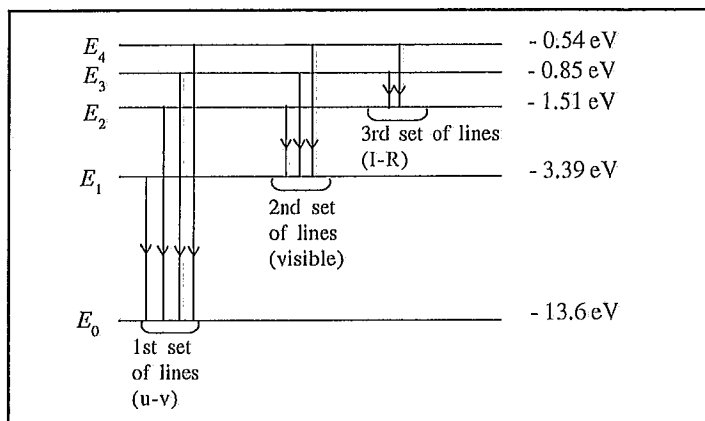 E₄ - 0.54 eV
E₃ - 0.85 eV
E₂ - 1.51 eV
3rd set of lines
(I-R)
E₁ - 3.39 eV
2nd set
of lines
(visible)
E₀ - 13.6 eV
1st set
of lines
(u-v)